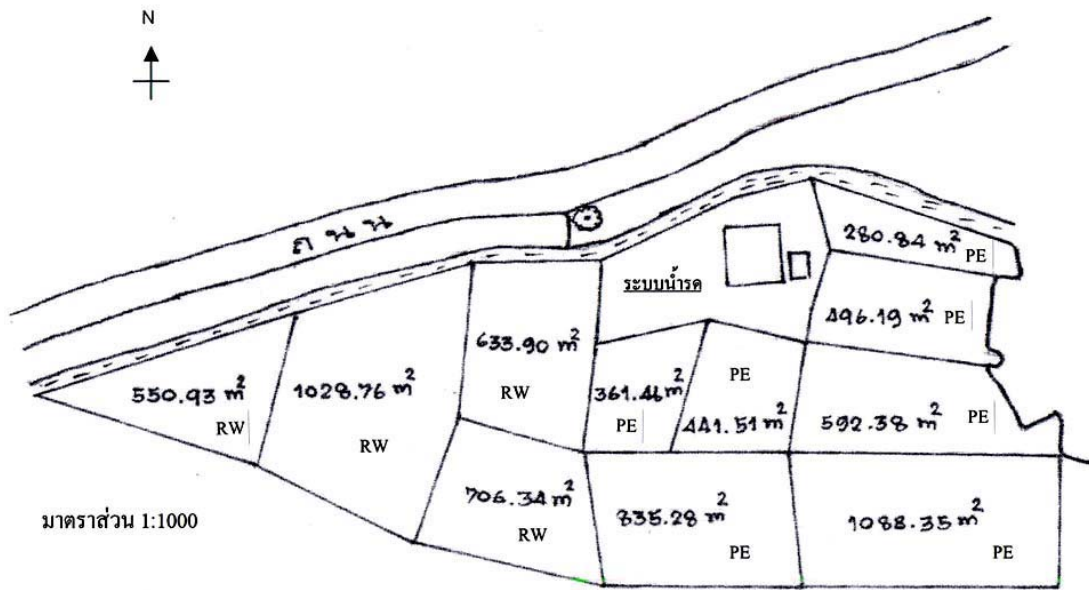 N
ถนน
280.84 m²
PE
ระบบน้ำรด
496.19 m²
PE
633.90 m²
RW
550.93 m²
RW
1028.76 m²
RW
361.46 m²
PE
PE
441.51 m²
592.38 m²
PE
706.34 m²
RW
835.28 m²
PE
1088.35 m²
PE
มาตราส่วน 1:1000